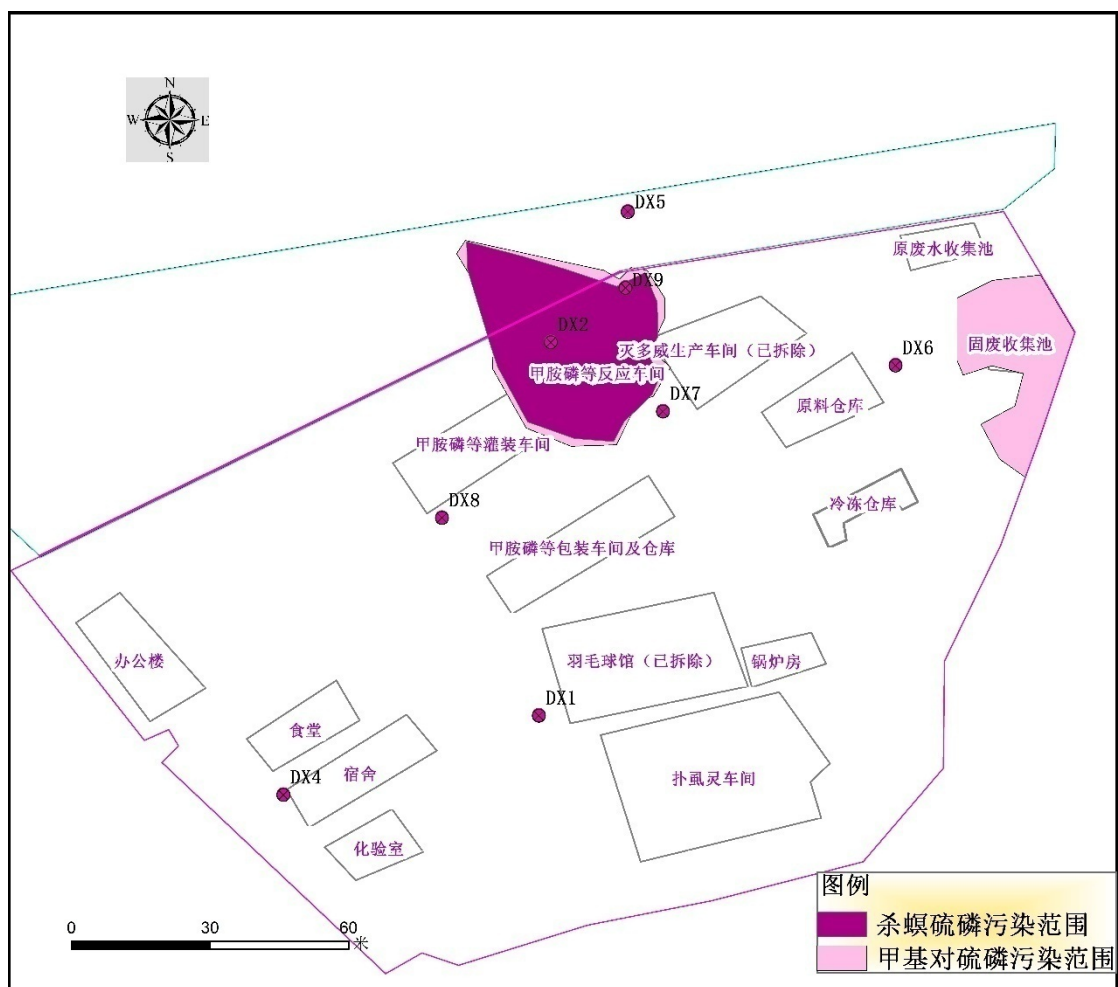 N
W E
S
DX5
原废水收集池
DX9
DX2
灭多威生产车间（已拆除）
固废收集池
DX6
甲胺磷等反应车间
原料仓库
DX7
甲胺磷等灌装车间
冷冻仓库
DX8
甲胺磷等包装车间及仓库
办公楼
羽毛球馆（已拆除）
锅炉房
DX1
食堂
宿舍
扑虱灵车间
DX4
化验室
图例
杀螟硫磷污染范围
甲基对硫磷污染范围
0 30 60
米